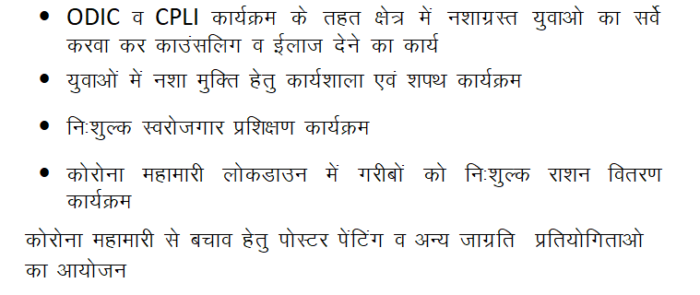 • ODIC व CPLI कार्यक्रम के तहत क्षेत्र में नशाग्रस्त युवाओ का सर्वे
करवा कर काउंसलिग व ईलाज देने का कार्य
• युवाओं में नशा मुक्ति हेतु कार्यशाला एवं शपथ कार्यक्रम
• निःशुल्क स्वरोजगार प्रशिक्षण कार्यक्रम
• कोरोना महामारी लोकडाउन में गरीबों को निःशुल्क राशन वितरण
कार्यक्रम
कोरोना महामारी से बचाव हेतु पोस्टर पेंटिंग व अन्य जाग्रति प्रतियोगिताओ
का आयोजन